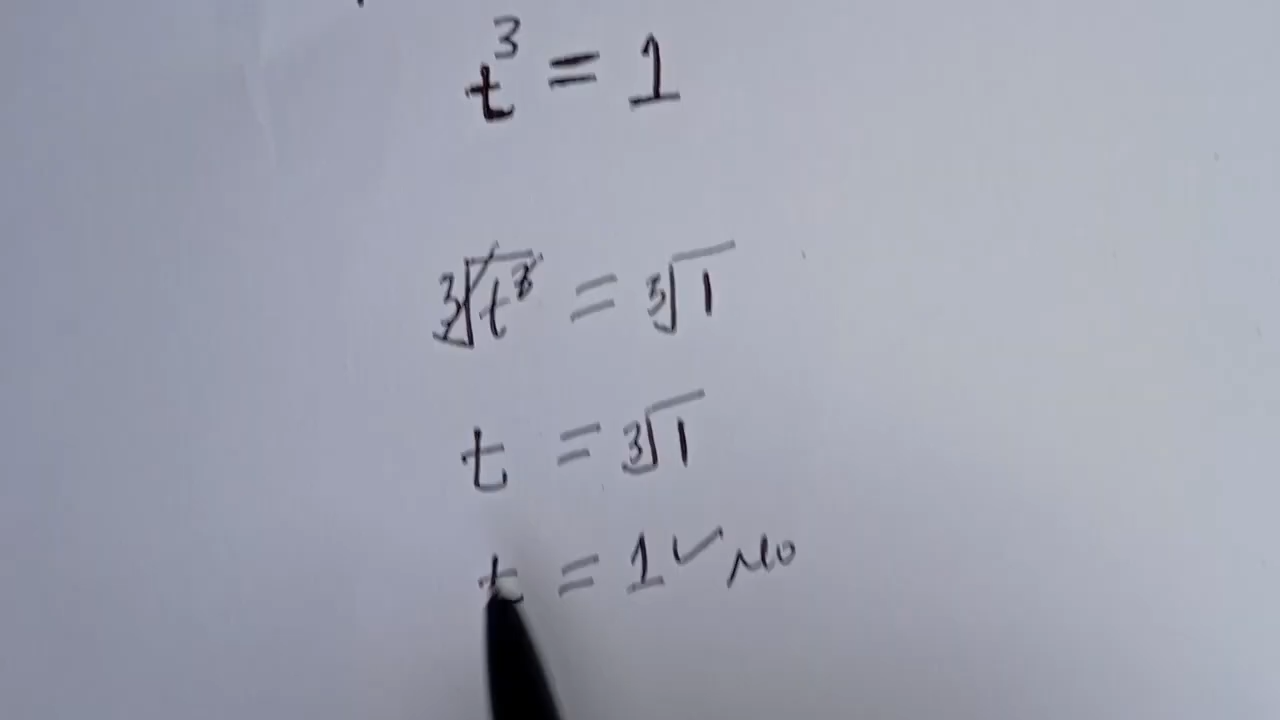 t³ = 1
∛t³ = ∛1
t = ∛1
t = 1 ✓ No